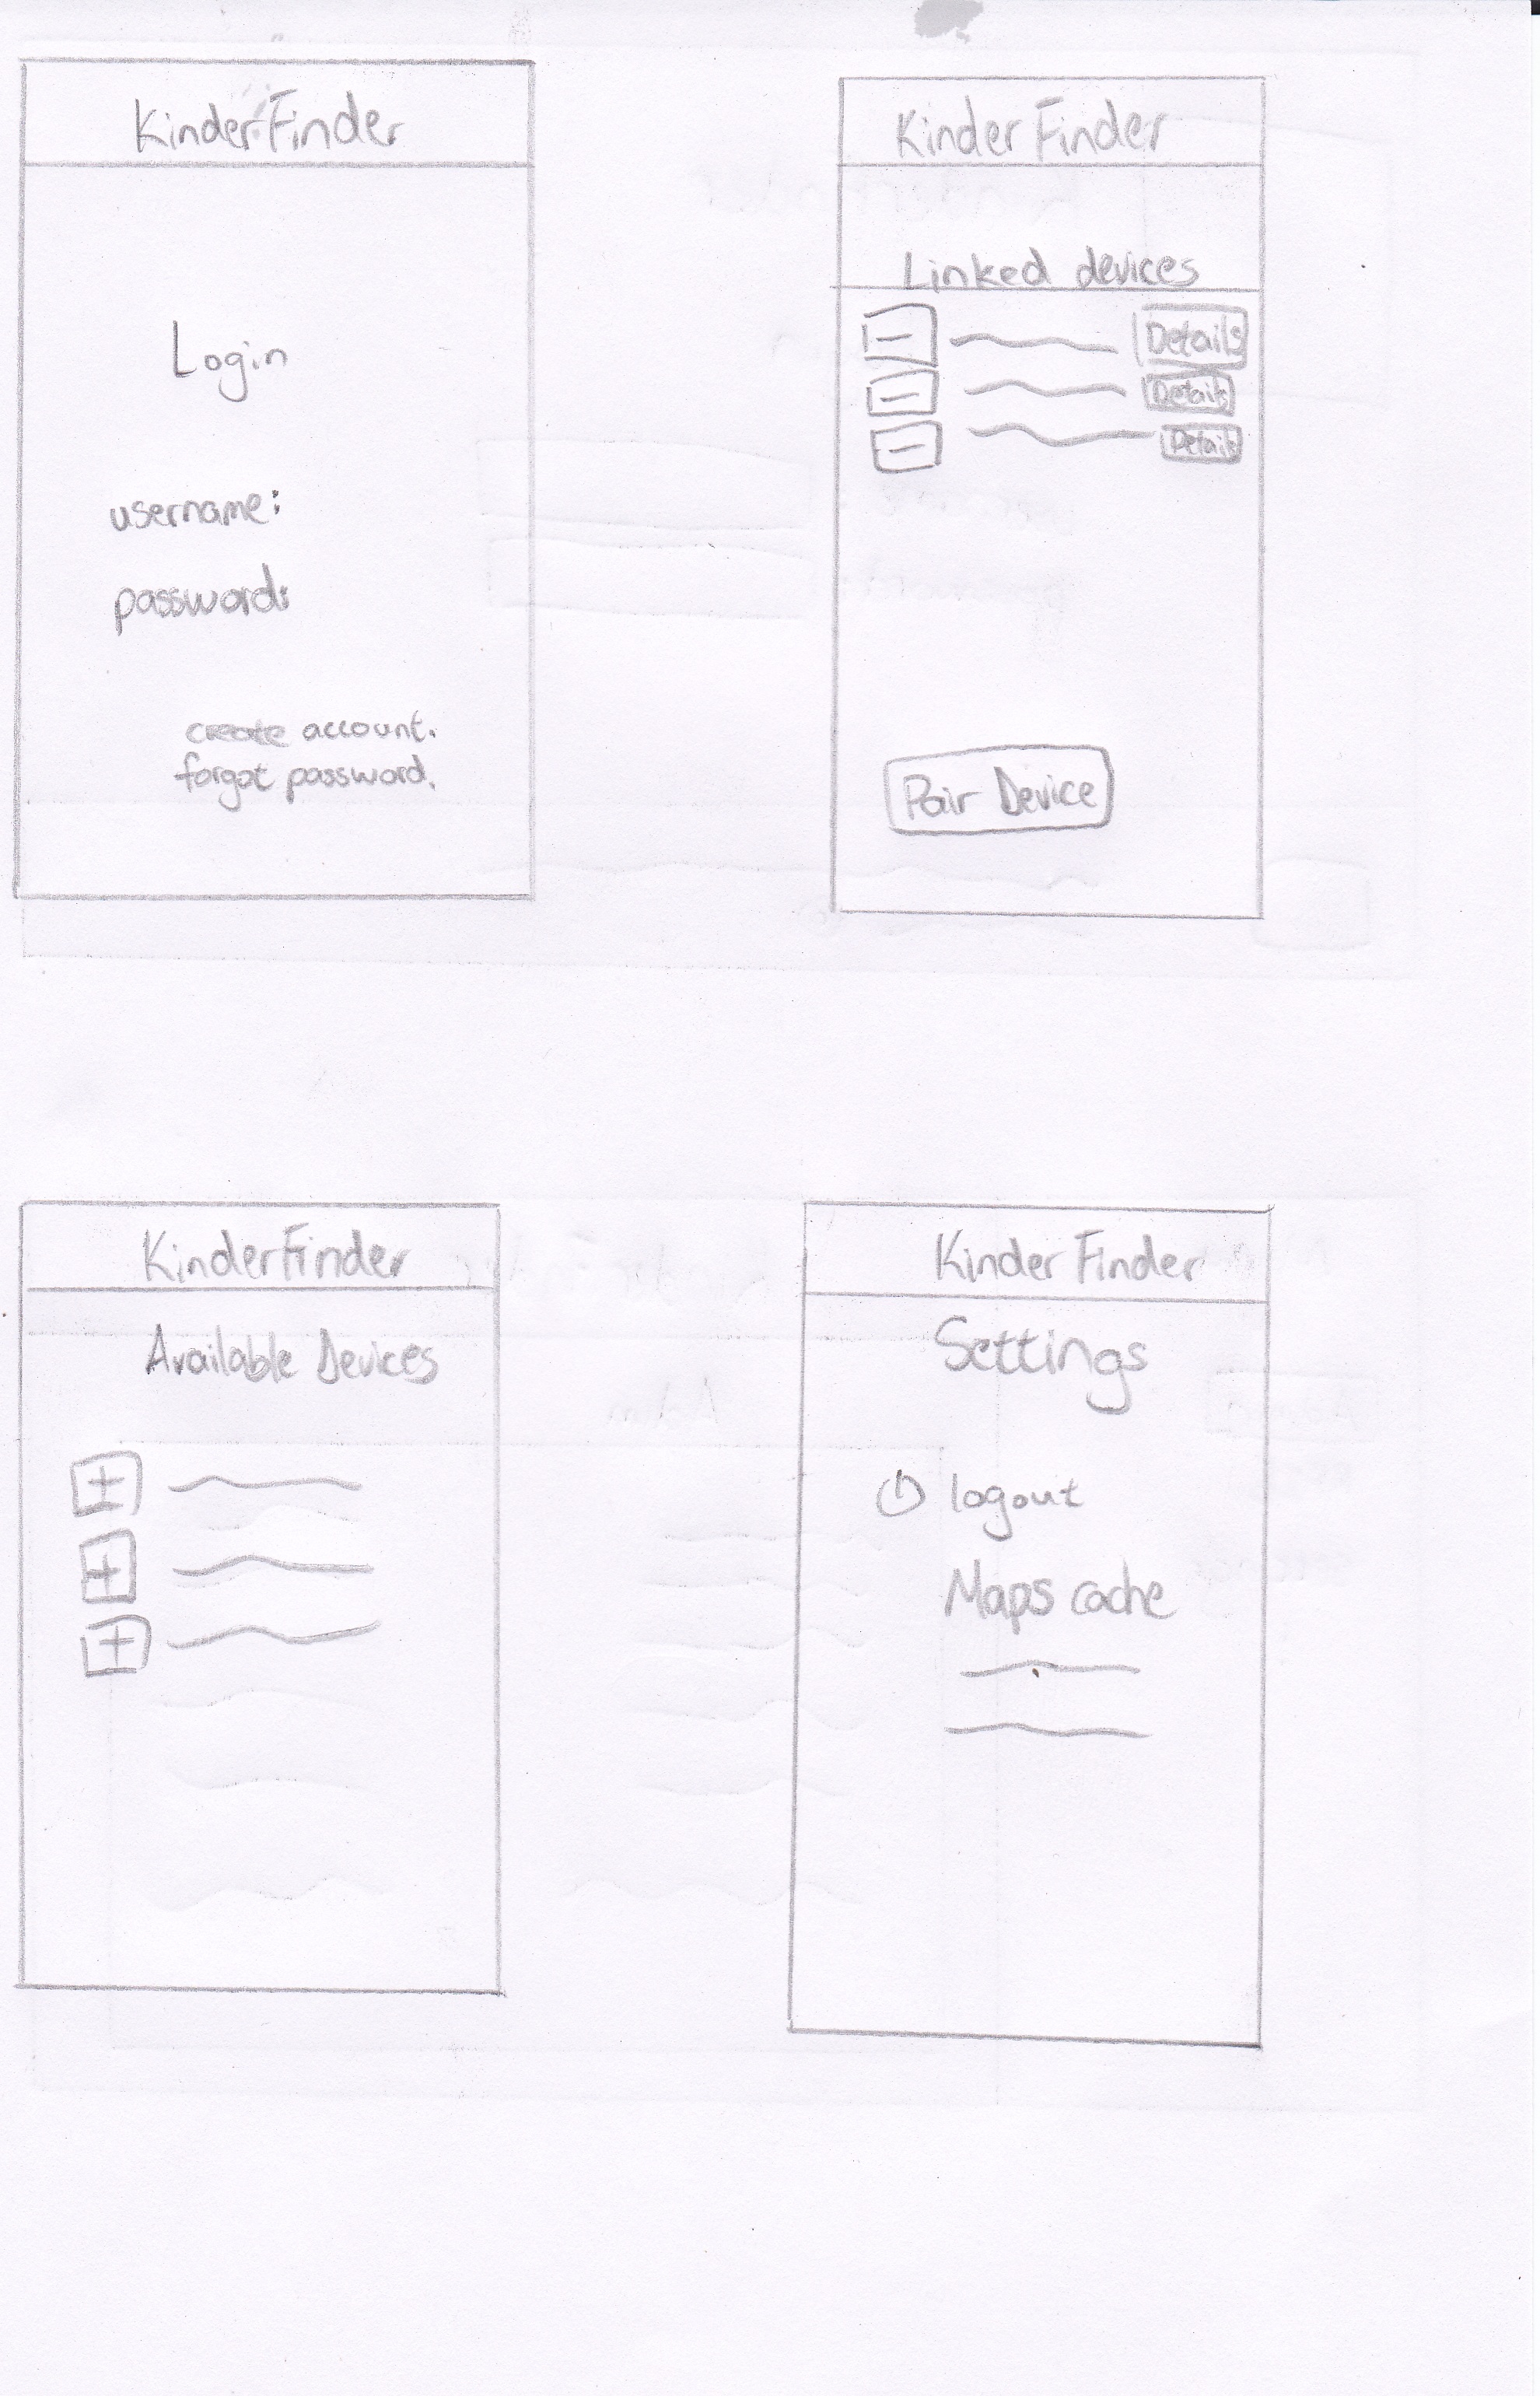 KinderFinder
Login
username:
password:
create account.
forgot password.
Kinder Finder
Linked devices
Details
Details
Details
Pair Device
KinderFinder
Available Devices
Kinder Finder
Settings
logout
Maps cache